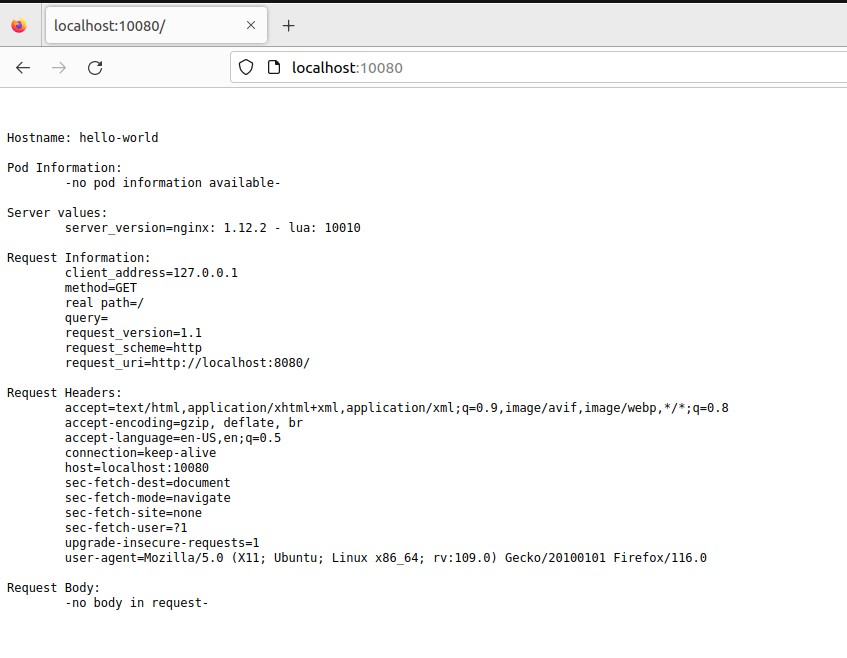 localhost:10080/
localhost:10080
Hostname: hello-world
Pod Information:
-no pod information available-
Server values:
server_version=nginx: 1.12.2 - lua: 10010
Request Information:
client_address=127.0.0.1
method=GET
real path=/
query=
request_version=1.1
request_scheme=http
request_uri=http://localhost:8080/
Request Headers:
accept=text/html,application/xhtml+xml,application/xml;q=0.9,image/avif,image/webp,*/*;q=0.8
accept-encoding=gzip, deflate, br
accept-language=en-US,en;q=0.5
connection=keep-alive
host=localhost:10080
sec-fetch-dest=document
sec-fetch-mode=navigate
sec-fetch-site=none
sec-fetch-user=?1
upgrade-insecure-requests=1
user-agent=Mozilla/5.0 (X11; Ubuntu; Linux x86_64; rv:109.0) Gecko/20100101 Firefox/116.0
Request Body:
-no body in request-